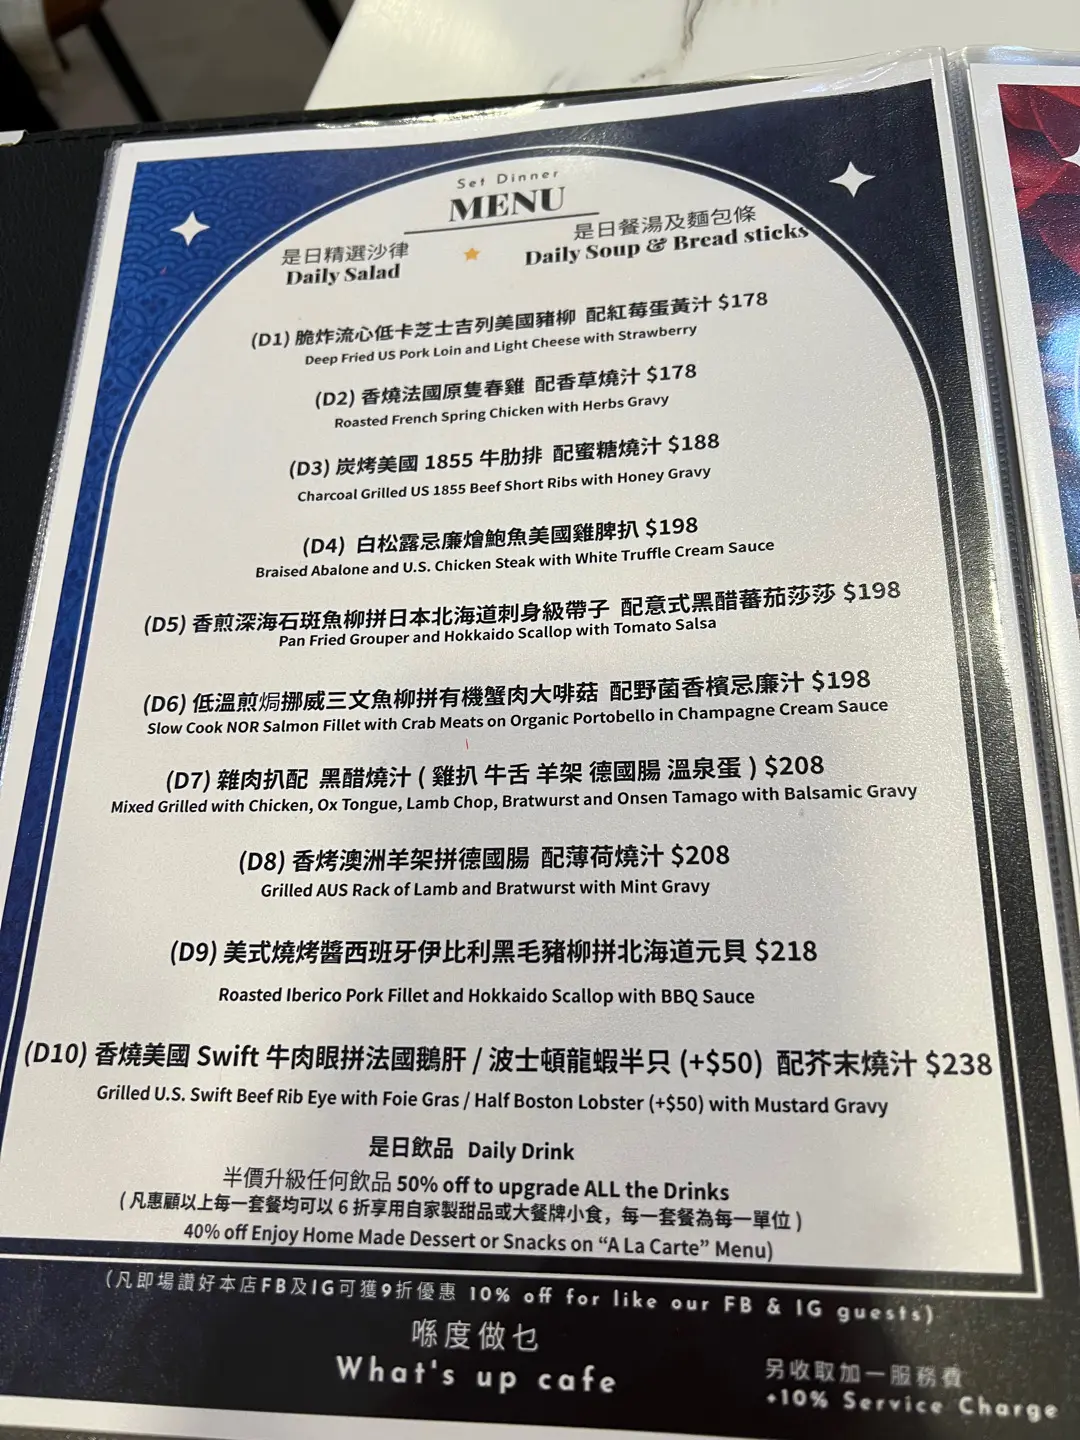 Set Dinner
MENU
是日精選沙律
Daily Salad
是日餐湯及麵包條
Daily Soup & Bread sticks
(D1) 脆炸流心低卡芝士吉列美國豬柳 配紅莓蛋黃汁 $178
Deep Fried US Pork Loin and Light Cheese with Strawberry
(D2) 香燒法國原隻春雞 配香草燒汁 $178
Roasted French Spring Chicken with Herbs Gravy
(D3) 炭烤美國 1855 牛肋排 配蜜糖燒汁 $188
Charcoal Grilled US 1855 Beef Short Ribs with Honey Gravy
(D4) 白松露忌廉燴鮑魚美國雞脾扒 $198
Braised Abalone and U.S. Chicken Steak with White Truffle Cream Sauce
(D5) 香煎深海石斑魚柳拼日本北海道刺身級帶子 配意式黑醋蕃茄莎莎 $198
Pan Fried Grouper and Hokkaido Scallop with Tomato Salsa
(D6) 低溫煎焗挪威三文魚柳拼有機蟹肉大啡菇 配野菌香檳忌廉汁 $198
Slow Cook NOR Salmon Fillet with Crab Meats on Organic Portobello in Champagne Cream Sauce
(D7) 雜肉扒配 黑醋燒汁 ( 雞扒 牛舌 羊架 德國腸 溫泉蛋 ) $208
Mixed Grilled with Chicken, Ox Tongue, Lamb Chop, Bratwurst and Onsen Tamago with Balsamic Gravy
(D8) 香烤澳洲羊架拼德國腸 配薄荷燒汁 $208
Grilled AUS Rack of Lamb and Bratwurst with Mint Gravy
(D9) 美式燒烤醬西班牙伊比利黑毛豬柳拼北海道元貝 $218
Roasted Iberico Pork Fillet and Hokkaido Scallop with BBQ Sauce
(D10) 香燒美國 Swift 牛肉眼拼法國鵝肝 / 波士頓龍蝦半只 (+$50) 配芥末燒汁 $238
Grilled U.S. Swift Beef Rib Eye with Foie Gras / Half Boston Lobster (+$50) with Mustard Gravy
是日飲品 Daily Drink
半價升級任何飲品 50% off to upgrade ALL the Drinks
( 凡惠顧以上每一套餐均可以 6 折享用自家製甜品或大餐牌小食，每一套餐為每一單位 )
40% off Enjoy Home Made Dessert or Snacks on “A La Carte” Menu)
(凡即場讚好本店FB及IG可獲9折優惠 10% off for like our FB & IG guests)
喺度做乜
What's up cafe
另收取加一服務費
+10% Service Charge